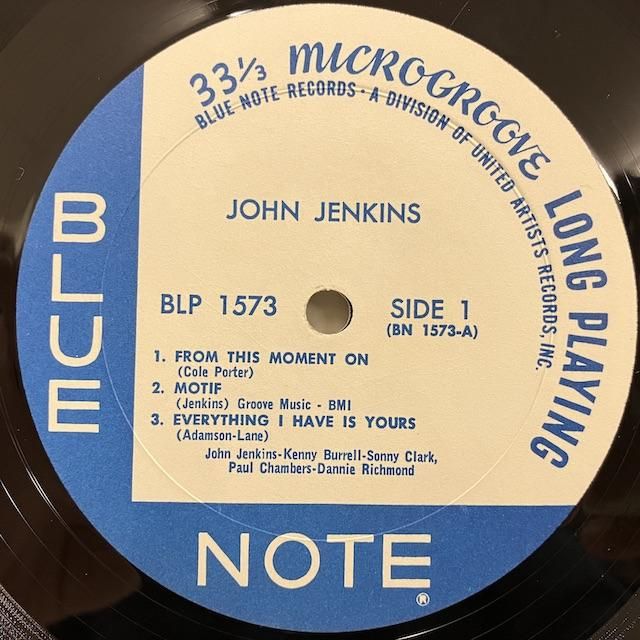 33⅓ MICROGROOVE LONG PLAYING
BLUE NOTE RECORDS • A DIVISION OF UNITED ARTISTS RECORDS, INC.
JOHN JENKINS
BLP 1573
SIDE 1
(BN 1573-A)
1. FROM THIS MOMENT ON
(Cole Porter)
2. MOTIF
(Jenkins) Groove Music - BMI
3. EVERYTHING I HAVE IS YOURS
(Adamson-Lane)
John Jenkins-Kenny Burrell-Sonny Clark,
Paul Chambers-Dannie Richmond
BLUE
NOTE
®